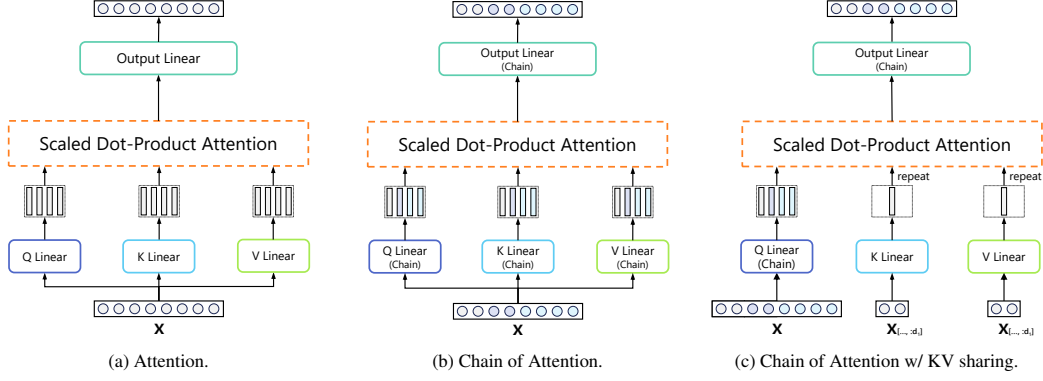 Output Linear
Scaled Dot-Product Attention
Q Linear
K Linear
V Linear
X
(a) Attention.
Output Linear
(Chain)
Scaled Dot-Product Attention
Q Linear
(Chain)
K Linear
(Chain)
V Linear
(Chain)
X
(b) Chain of Attention.
Output Linear
(Chain)
Scaled Dot-Product Attention
repeat
repeat
Q Linear
(Chain)
K Linear
V Linear
X
X[..., :d₁]
X[..., :d₁]
(c) Chain of Attention w/ KV sharing.